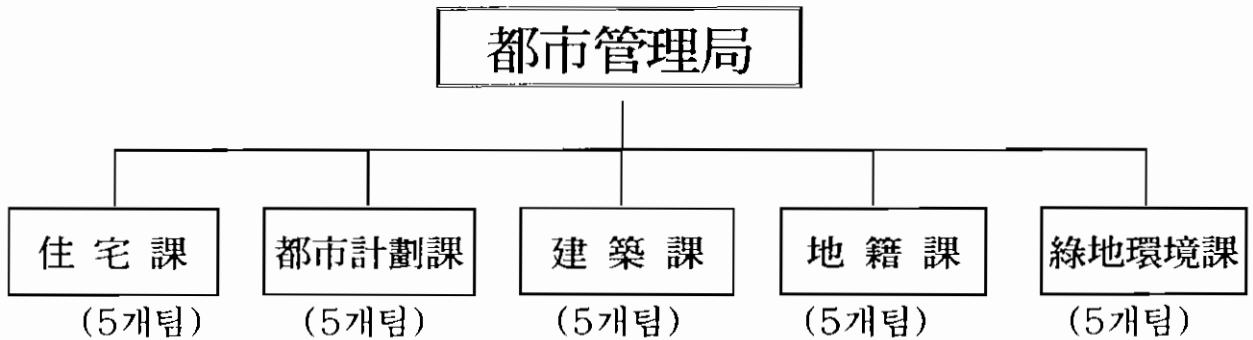 都市管理局
住宅課 都市計劃課 建築課 地籍課 綠地環境課
(5개팀) (5개팀) (5개팀) (5개팀) (5개팀)